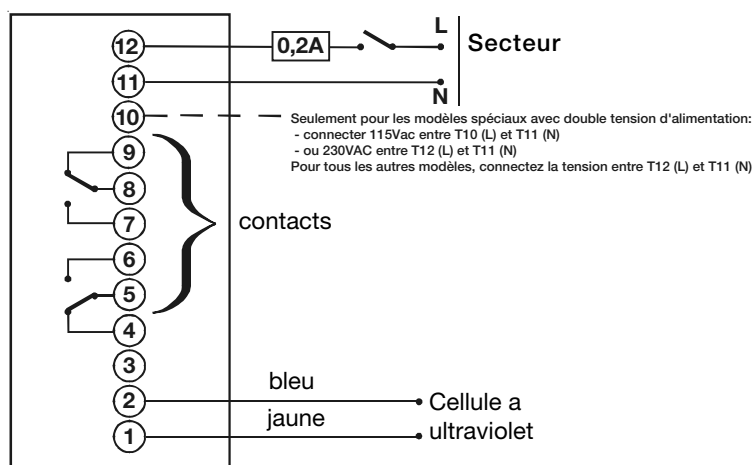 L
12
0,2A
Secteur
11
N
10
Seulement pour les modèles spéciaux avec double tension d'alimentation:
- connecter 115Vac entre T10 (L) et T11 (N)
- ou 230VAC entre T12 (L) et T11 (N)
Pour tous les autres modèles, connectez la tension entre T12 (L) et T11 (N)
9
8
7
contacts
6
5
4
3
bleu
2
Cellule a
jaune
ultraviolet
1